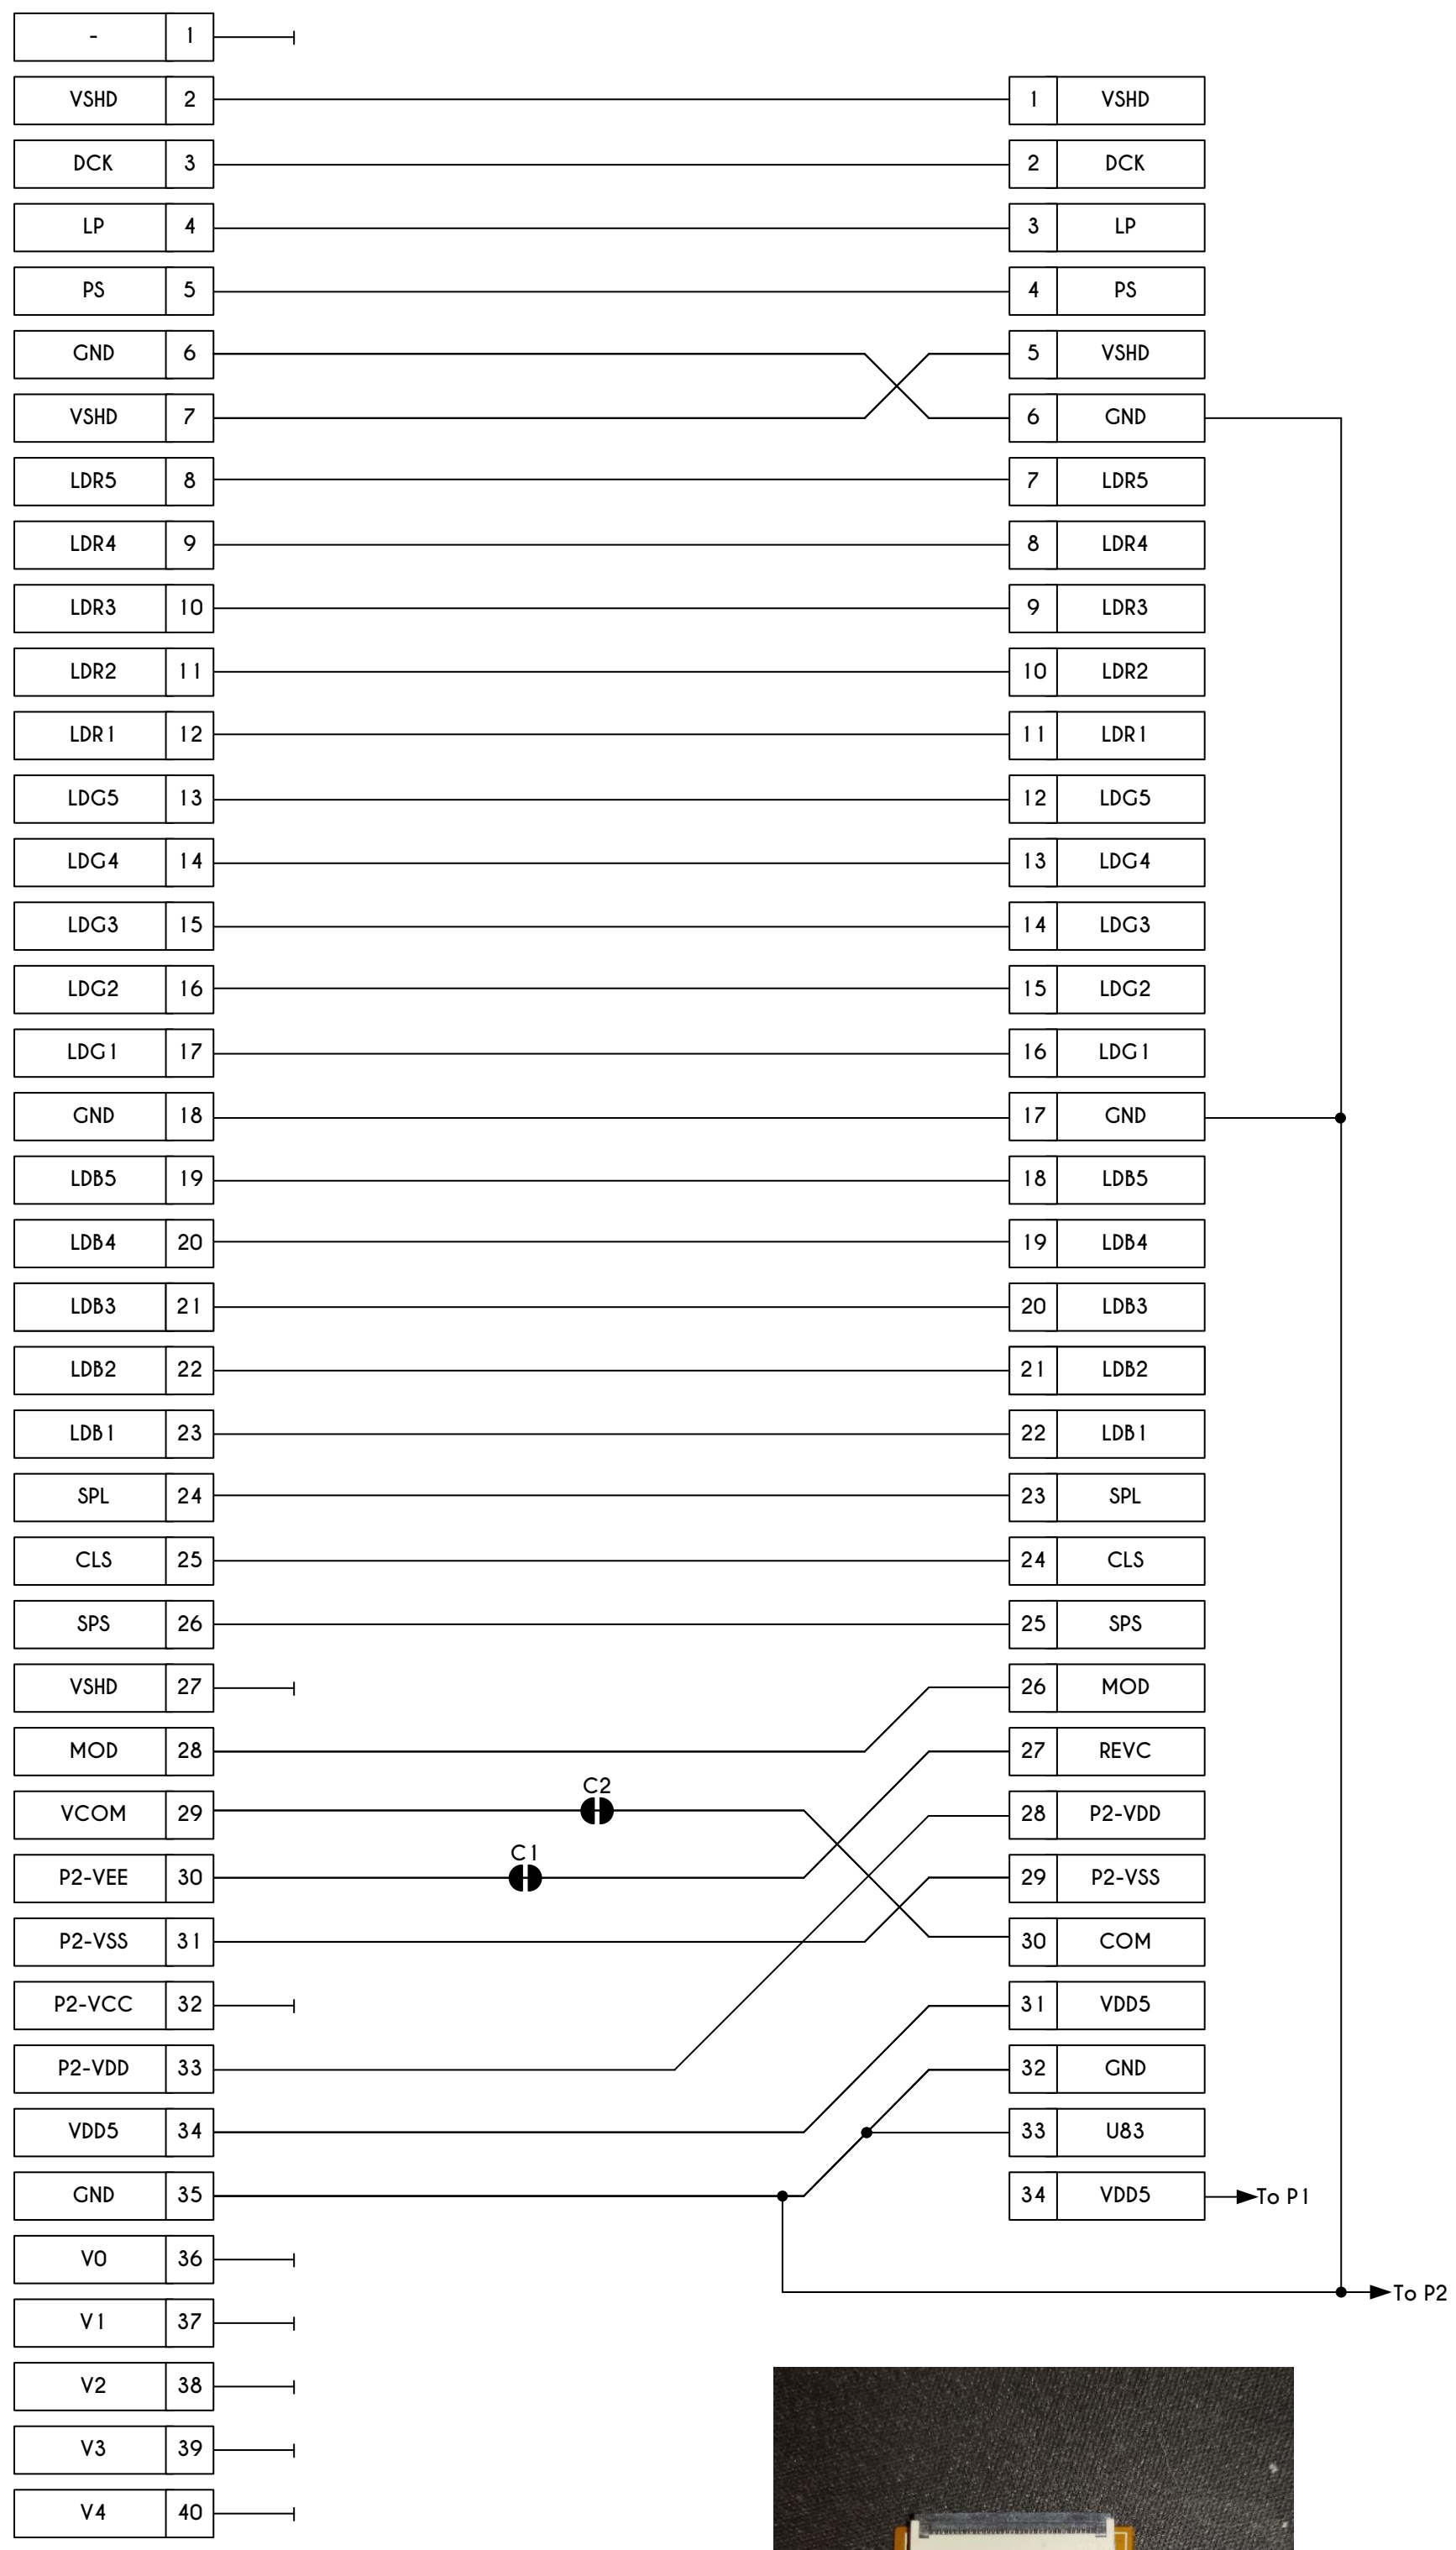 - 1
VSHD 2 1 VSHD
DCK 3 2 DCK
LP 4 3 LP
PS 5 4 PS
GND 6 5 VSHD
VSHD 7 6 GND
LDR5 8 7 LDR5
LDR4 9 8 LDR4
LDR3 10 9 LDR3
LDR2 11 10 LDR2
LDR1 12 11 LDR1
LDG5 13 12 LDG5
LDG4 14 13 LDG4
LDG3 15 14 LDG3
LDG2 16 15 LDG2
LDG1 17 16 LDG1
GND 18 17 GND
LDB5 19 18 LDB5
LDB4 20 19 LDB4
LDB3 21 20 LDB3
LDB2 22 21 LDB2
LDB1 23 22 LDB1
SPL 24 23 SPL
CLS 25 24 CLS
SPS 26 25 SPS
VSHD 27 26 MOD
MOD 28 27 REVC
C2
VCOM 29 28 P2-VDD
C1
P2-VEE 30 29 P2-VSS
P2-VSS 31 30 COM
P2-VCC 32 31 VDD5
P2-VDD 33 32 GND
VDD5 34 33 U83
GND 35 34 VDD5 To P1
V0 36
To P2
V1 37
V2 38
V3 39
V4 40